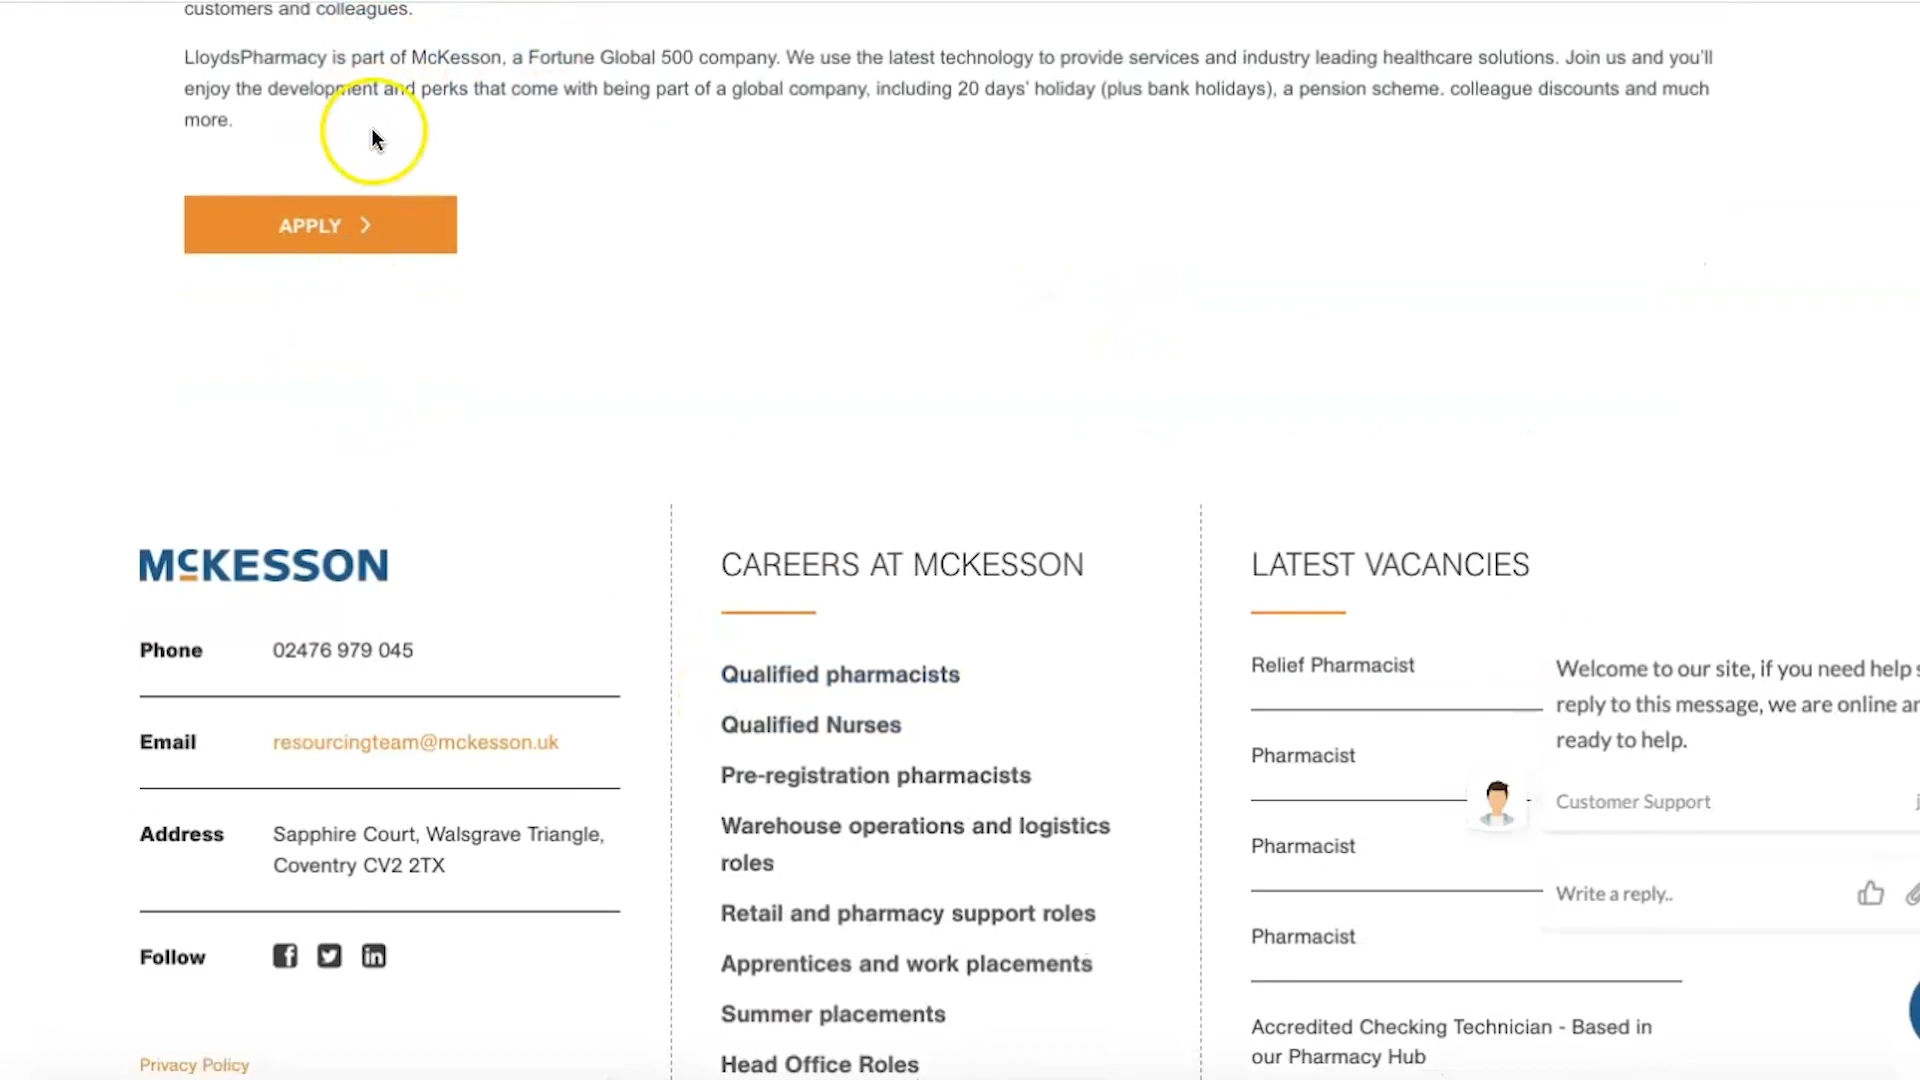 customers and colleagues.
LloydsPharmacy is part of McKesson, a Fortune Global 500 company. We use the latest technology to provide services and industry leading healthcare solutions. Join us and you'll
enjoy the development and perks that come with being part of a global company, including 20 days' holiday (plus bank holidays), a pension scheme. colleague discounts and much
more.
APPLY
MCKESSON
Phone 02476 979 045
Email resourcingteam@mckesson.uk
Address Sapphire Court, Walsgrave Triangle,
Coventry CV2 2TX
Follow
Privacy Policy
CAREERS AT MCKESSON
Qualified pharmacists
Qualified Nurses
Pre-registration pharmacists
Warehouse operations and logistics
roles
Retail and pharmacy support roles
Apprentices and work placements
Summer placements
Head Office Roles
LATEST VACANCIES
Relief Pharmacist
Pharmacist
Pharmacist
Pharmacist
Accredited Checking Technician - Based in
our Pharmacy Hub
Welcome to our site, if you need help
reply to this message, we are online
ready to help.
Customer Support
Write a reply..